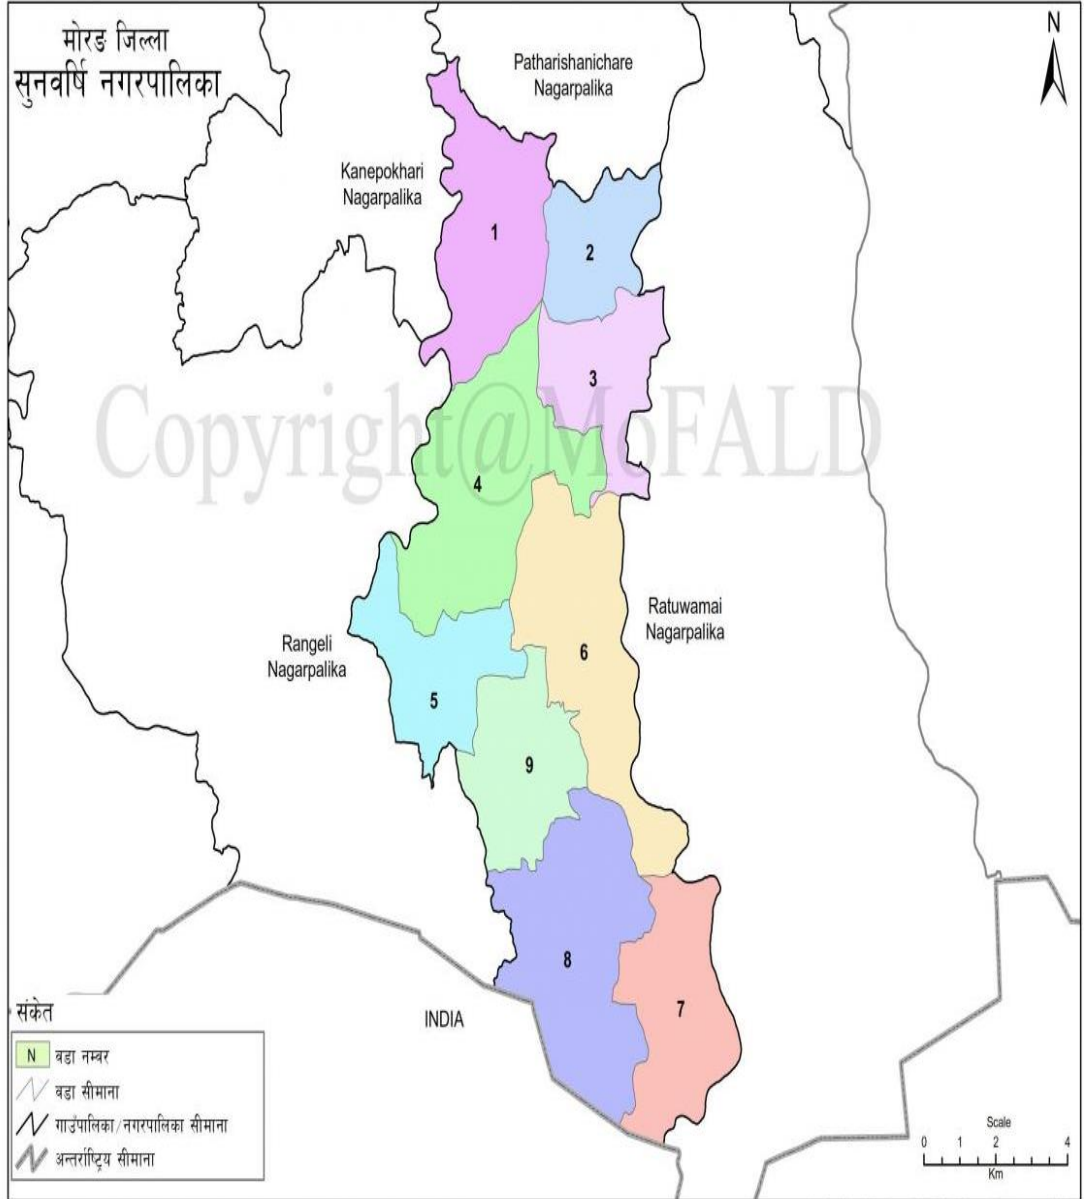 मोरङ जिल्ला
सुनवर्षि नगरपालिका
N
Patharishanichare
Nagarpalika
Kanepokhari
Nagarpalika
1
2
3
Copyright@MoFALD
4
Ratuwamai
Nagarpalika
Rangeli
Nagarpalika
6
5
9
8
7
INDIA
संकेत
N वडा नम्बर
वडा सीमाना
गाउँपालिका/नगरपालिका सीमाना
अन्तर्राष्ट्रिय सीमाना
Scale
0 1 2 4
Km